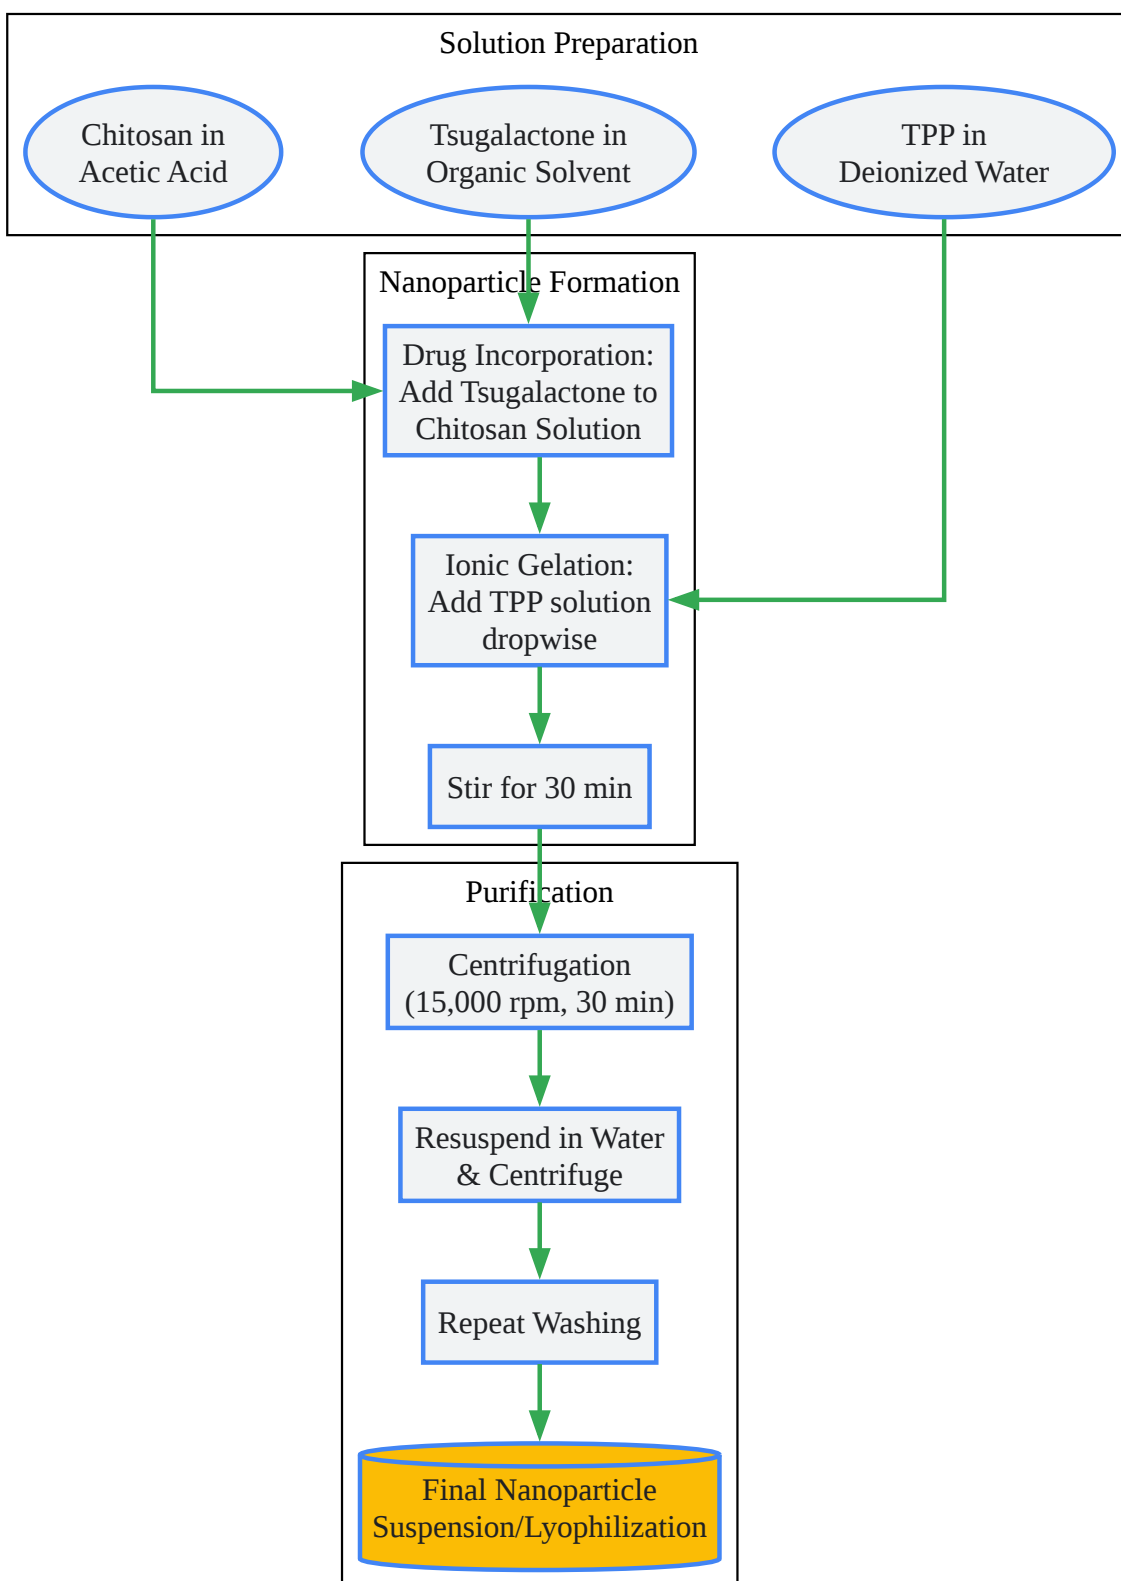 Solution Preparation
Chitosan in
Acetic Acid
Tsugalactone in
Organic Solvent
TPP in
Deionized Water
Nanoparticle Formation
Drug Incorporation:
Add Tsugalactone to
Chitosan Solution
Ionic Gelation:
Add TPP solution
dropwise
Stir for 30 min
Purification
Centrifugation
(15,000 rpm, 30 min)
Resuspend in Water
& Centrifuge
Repeat Washing
Final Nanoparticle
Suspension/Lyophilization